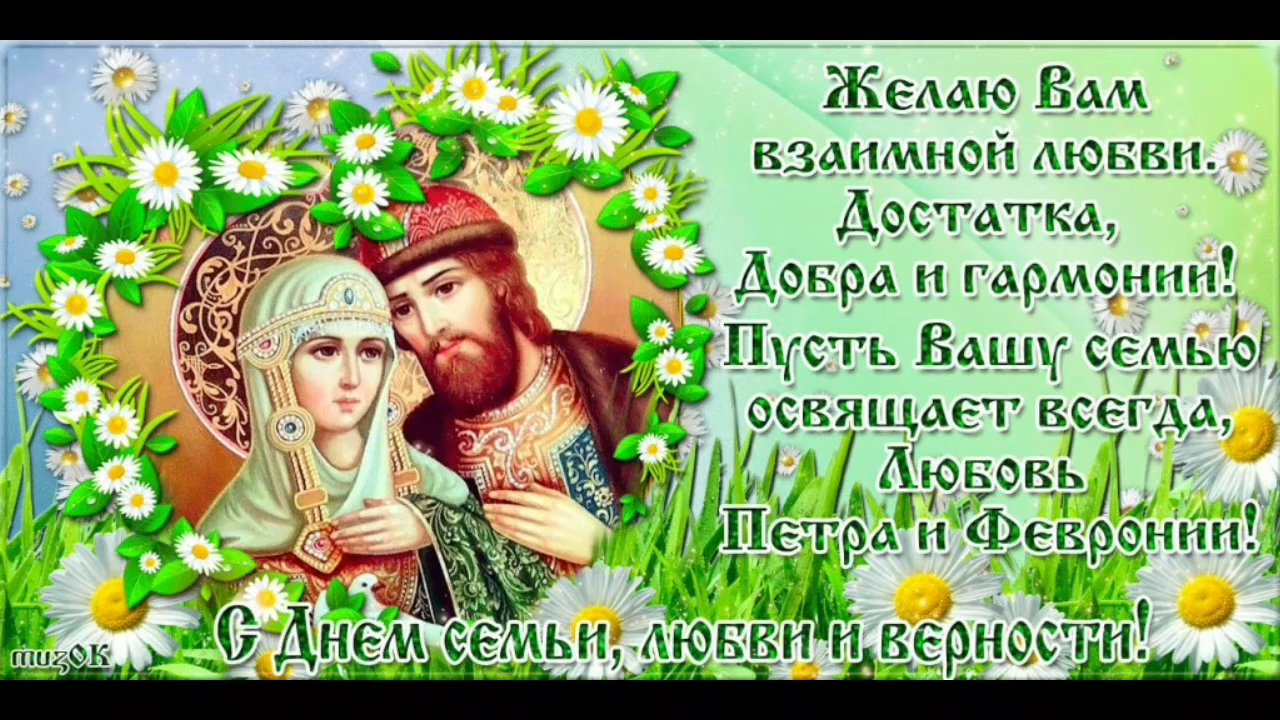 Желаю Вам
взаимной любви.
Достатка,
Добра и гармонии!
Пусть Вашу семью
освящает всегда,
Любовь
Петра и Февронии!
С Днем семьи, любви и верности!
muzOK